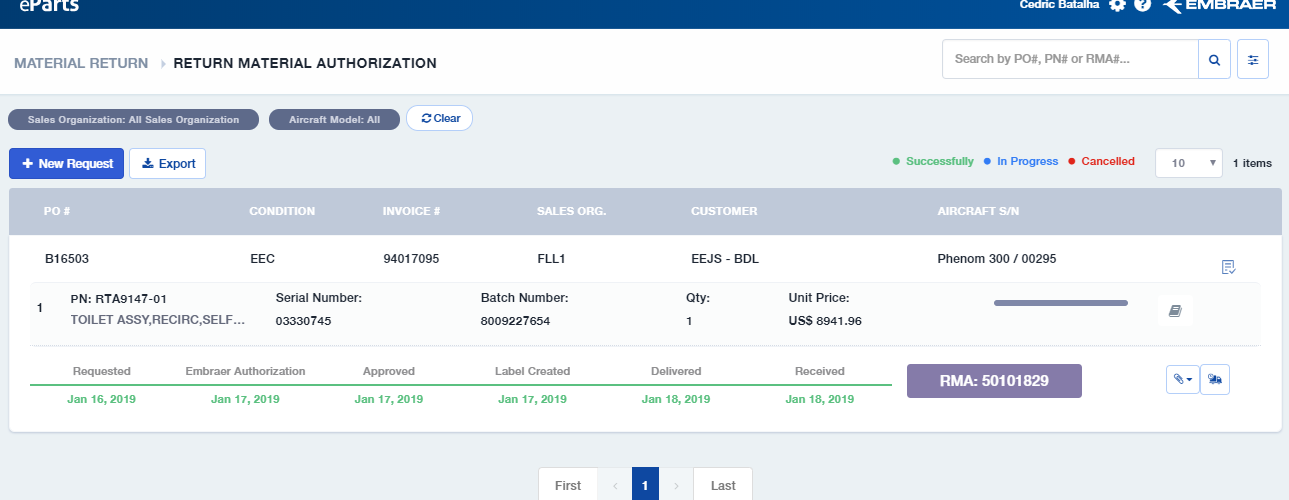 eParts
Cedric Batalha
EMBRAER
MATERIAL RETURN
RETURN MATERIAL AUTHORIZATION
Search by PO#, PN# or RMA#...
Sales Organization: All Sales Organization
Aircraft Model: All
Clear
+ New Request
Export
Successfully
In Progress
Cancelled
10
1 items
PO # CONDITION INVOICE # SALES ORG. CUSTOMER AIRCRAFT S/N
B16503 EEC 94017095 FLL1 EEJS - BDL Phenom 300 / 00295
1
PN: RTA9147-01 Serial Number: Batch Number: Qty: Unit Price:
TOILET ASSY,RECIRC,SELF... 03330745 8009227654 1 US$ 8941.96
Requested Embraer Authorization Approved Label Created Delivered Received
Jan 16, 2019 Jan 17, 2019 Jan 17, 2019 Jan 17, 2019 Jan 18, 2019 Jan 18, 2019
RMA: 50101829
First < 1 > Last